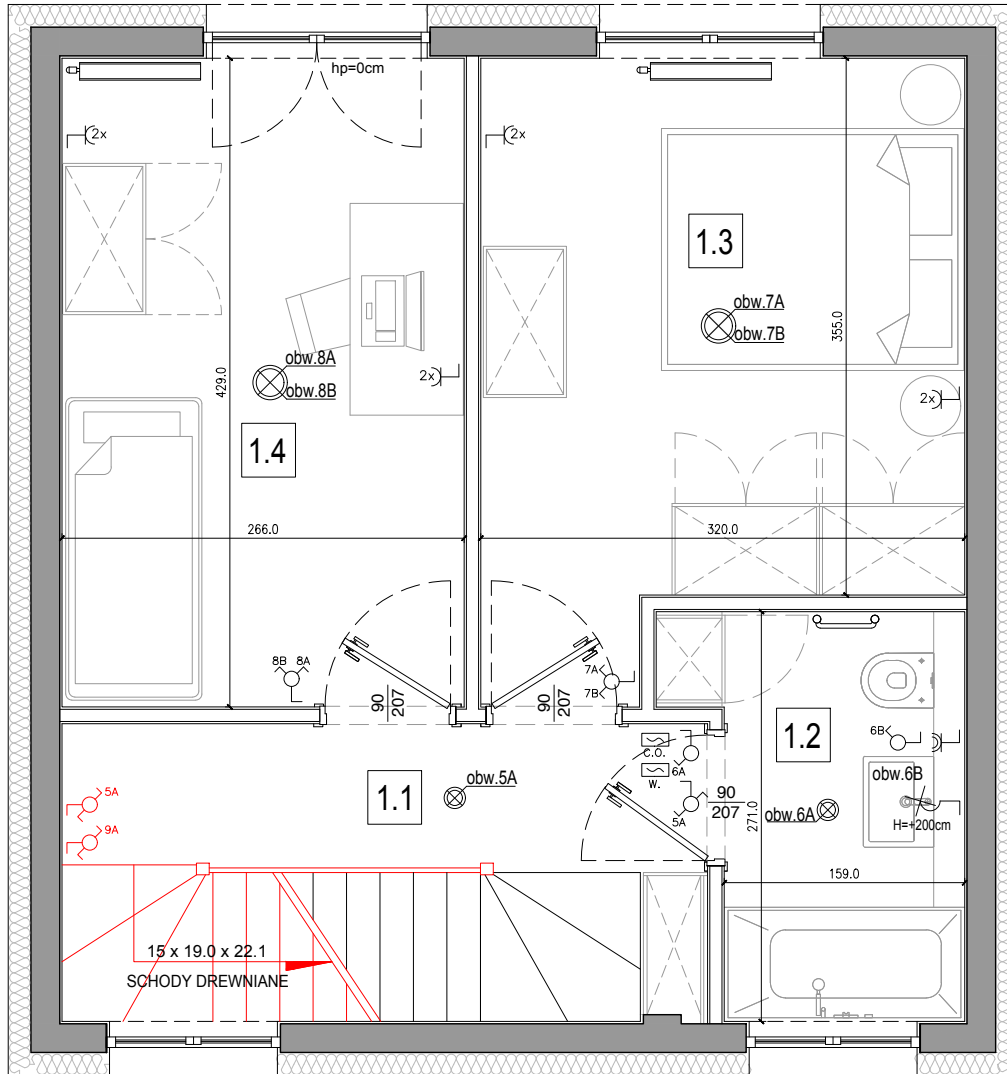 hp=0cm
2x
2x
1.3
obw.7A
obw.7B
355.0
obw.8A
obw.8B
2x
429.0
2x
1.4
266.0
320.0
8B 8A
90
207
90
207
7A
7B
1.2
6B
C.O.
6A
W.
5A
90
207
271.0
obw.6B
obw.6A
H=+200cm
1.1
obw.5A
5A
9A
159.0
15 x 19.0 x 22.1
SCHODY DREWNIANE